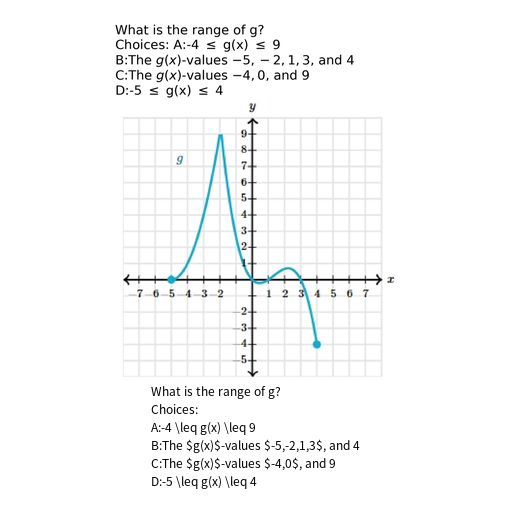 What is the range of g?
Choices: A:-4 ≤ g(x) ≤ 9
B:The g(x)-values −5, − 2, 1, 3, and 4
C:The g(x)-values −4, 0, and 9
D:-5 ≤ g(x) ≤ 4
y
9
8
g
7
6
5
4
3
2
1
x
-7 -6 -5 -4 -3 -2 1 2 3 4 5 6 7
-2
-3
-4
-5
What is the range of g?
Choices:
A:-4 \leq g(x) \leq 9
B:The $g(x)$-values $-5,-2,1,3$, and 4
C:The $g(x)$-values $-4,0$, and 9
D:-5 \leq g(x) \leq 4